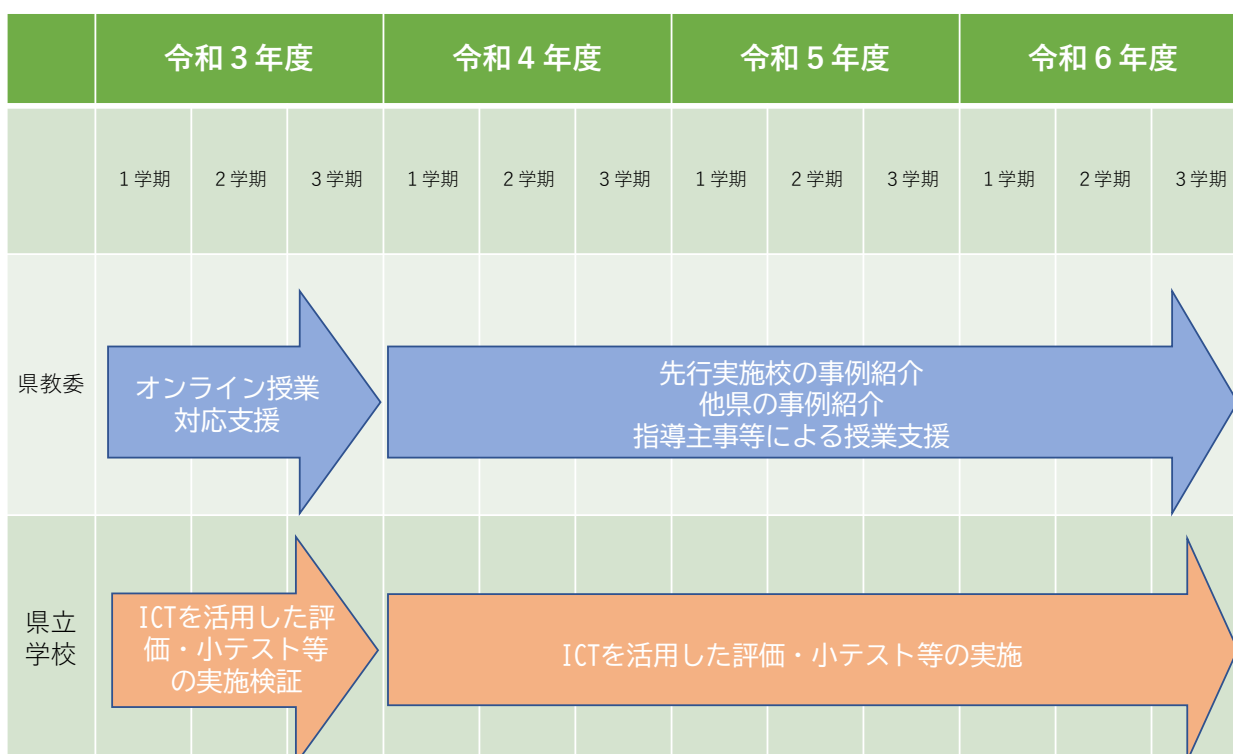 令和３年度 令和４年度 令和５年度 令和６年度
１学期 ２学期 ３学期 １学期 ２学期 ３学期 １学期 ２学期 ３学期 １学期 ２学期 ３学期
県教委
オンライン授業
対応支援
先行実施校の事例紹介
他県の事例紹介
指導主事等による授業支援
県立
学校
ICTを活用した評
価・小テスト等
の実施検証
ICTを活用した評価・小テスト等の実施